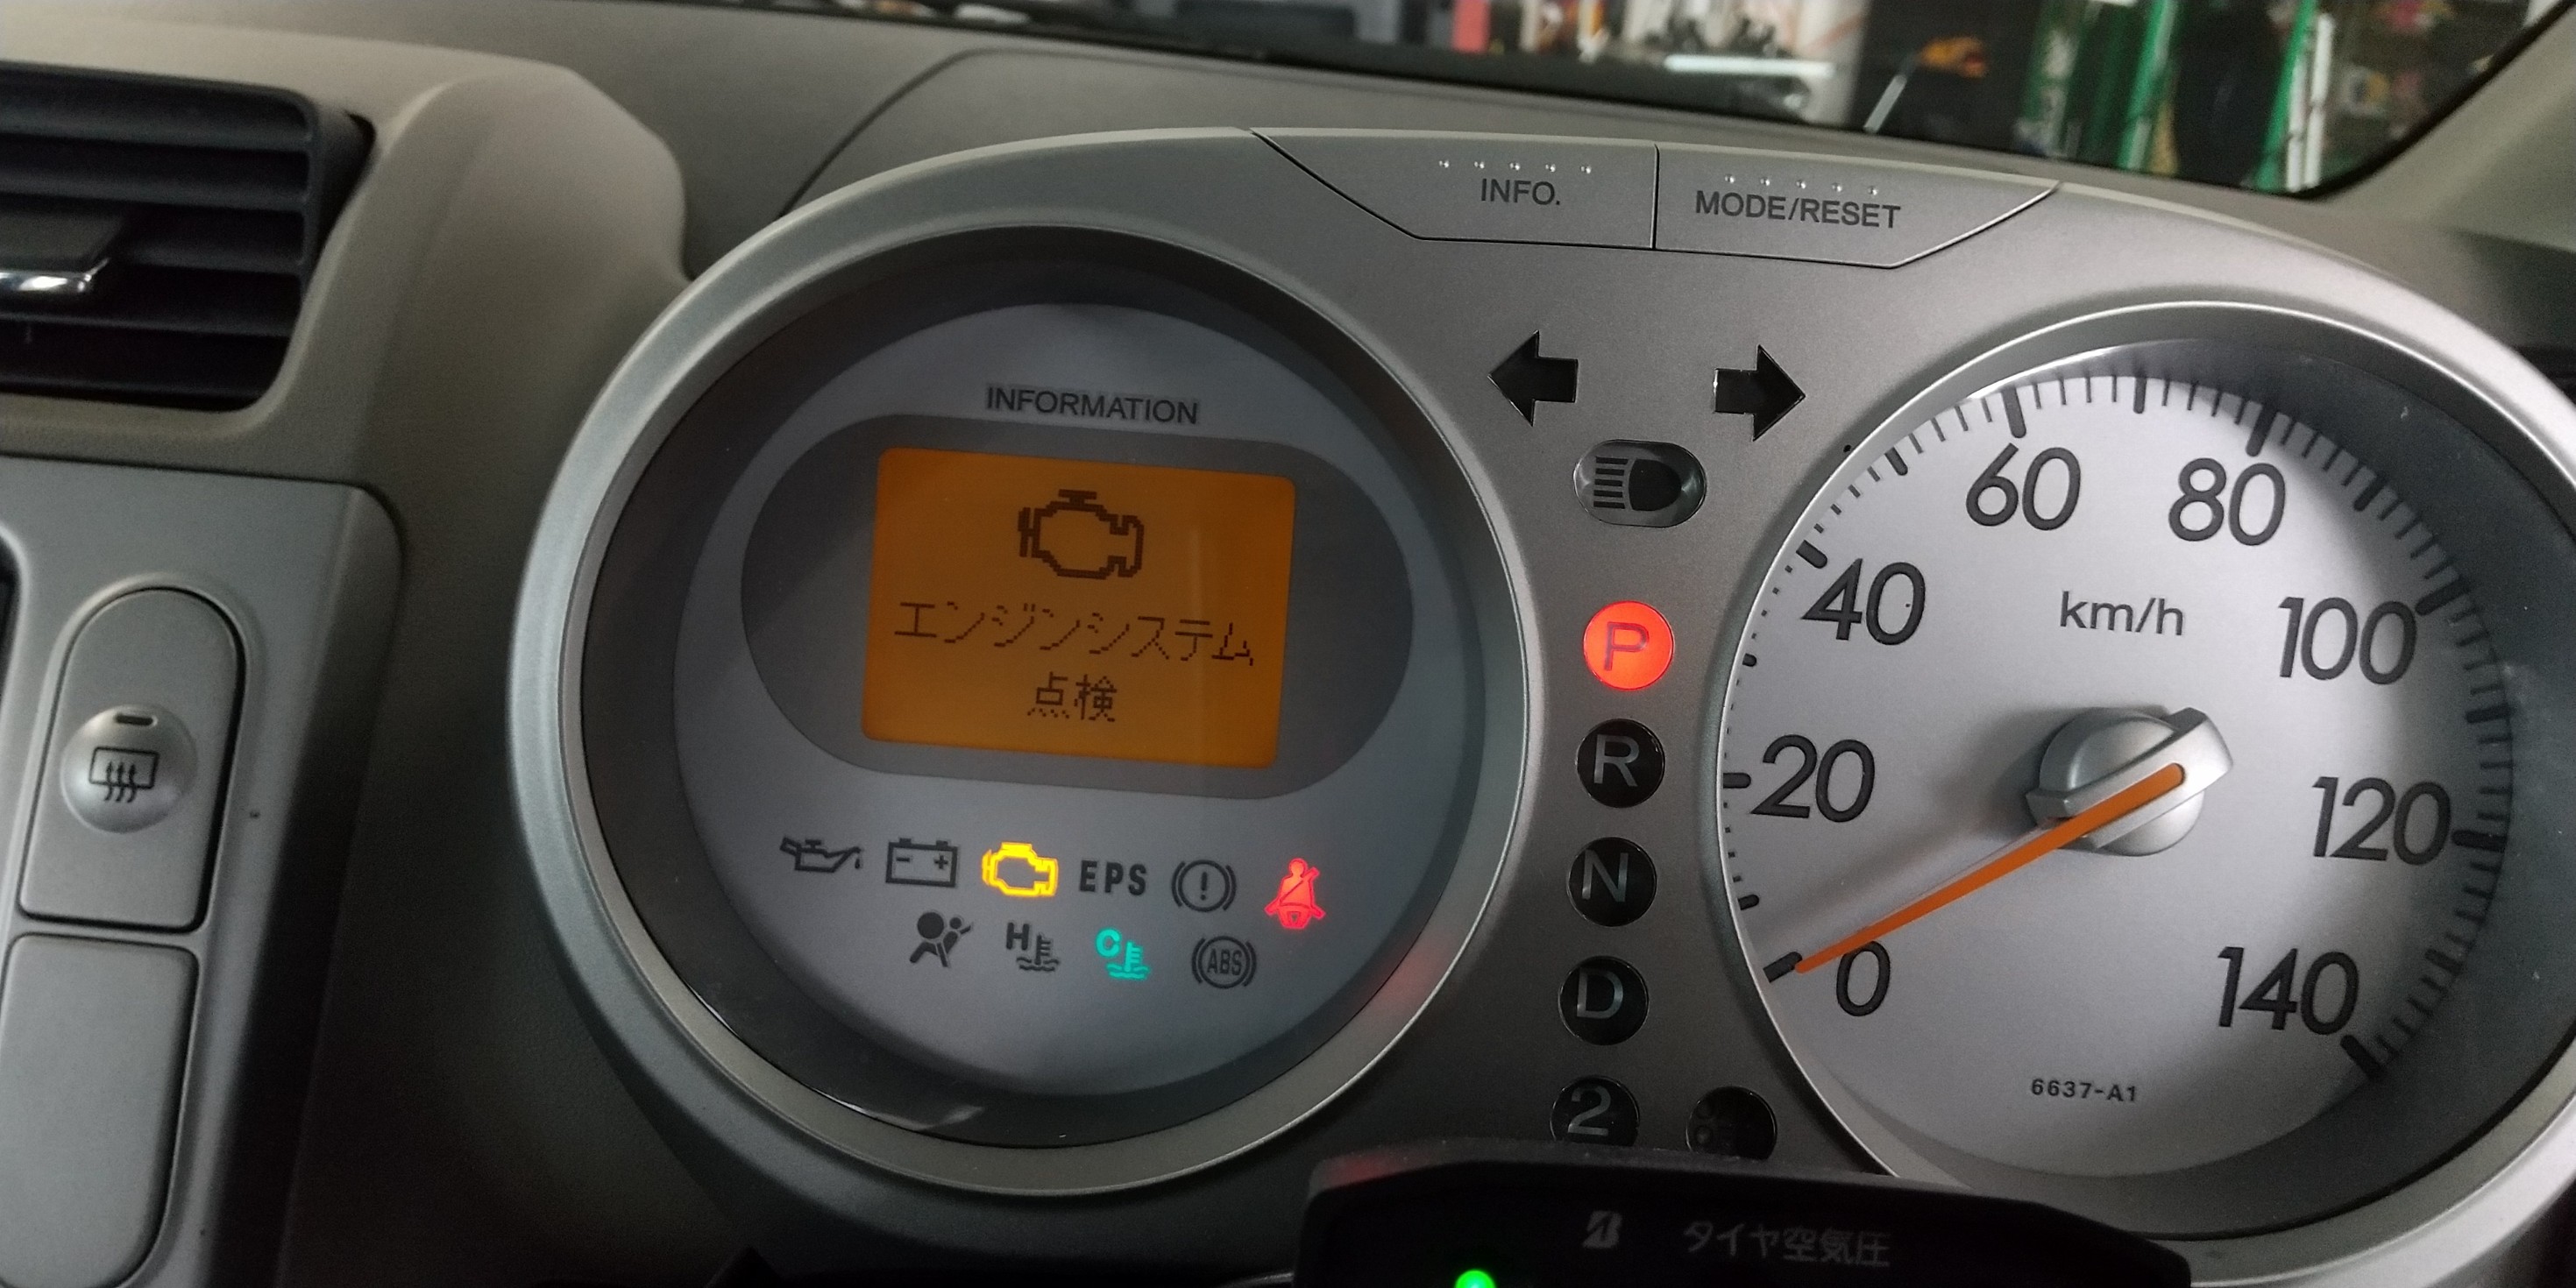 INFO.
MODE/RESET
INFORMATION
エンジンシステム
点検
EPS
H
C
ABS
P
R
N
D
2
0
20
40
60
80
100
120
140
km/h
6637-A1
タイヤ空気圧